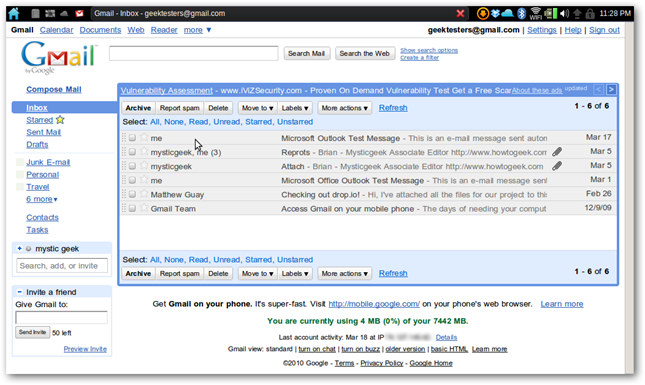 Gmail - Inbox - geektesters@gmail.com WIFI 11:28 PM
Gmail Calendar Documents Web Reader more ▼ geektesters@gmail.com | Settings | Help | Sign out
Gmail by Google
Search Mail Search the Web Show search options
Create a filter
Compose Mail
Vulnerability Assessment - www.iViZSecurity.com - Proven On Demand Vulnerability Test Get a Free Scan About these ads updated < >
Archive Report spam Delete Move to ▼ Labels ▼ More actions ▼ Refresh 1 - 6 of 6
Select: All, None, Read, Unread, Starred, Unstarred
me Microsoft Outlook Test Message - This is an e-mail message sent autom Mar 17
mysticgeek, me (3) Reprots - Brian - Mysticgeek Associate Editor http://www.howtogeek.com Mar 5
mysticgeek Attach - Brian - Mysticgeek Associate Editor http://www.howtogeek.com Mar 5
me Microsoft Office Outlook Test Message - This is an e-mail message sent Mar 1
Matthew Guay Checking out drop.io! - Hi, I've attached all the files for our project to this Feb 26
Gmail Team Access Gmail on your mobile phone - The days of needing your comput 12/9/09
Select: All, None, Read, Unread, Starred, Unstarred
Archive Report spam Delete Move to ▼ Labels ▼ More actions ▼ Refresh 1 - 6 of 6
Inbox
Starred
Sent Mail
Drafts
Junk E-mail
Personal
Travel
6 more ▼
Contacts
Tasks
+ mystic geek
Search, add, or invite
− Invite a friend
Give Gmail to:
Send Invite 50 left
Preview Invite
Get Gmail on your phone. It's super-fast. Visit http://mobile.google.com/ on your phone's web browser. Learn more
You are currently using 4 MB (0%) of your 7442 MB.
Last account activity: Mar 18 at IP Details
Gmail view: standard | turn on chat | turn on buzz | older version | basic HTML Learn more
©2010 Google - Terms - Privacy Policy - Google Home